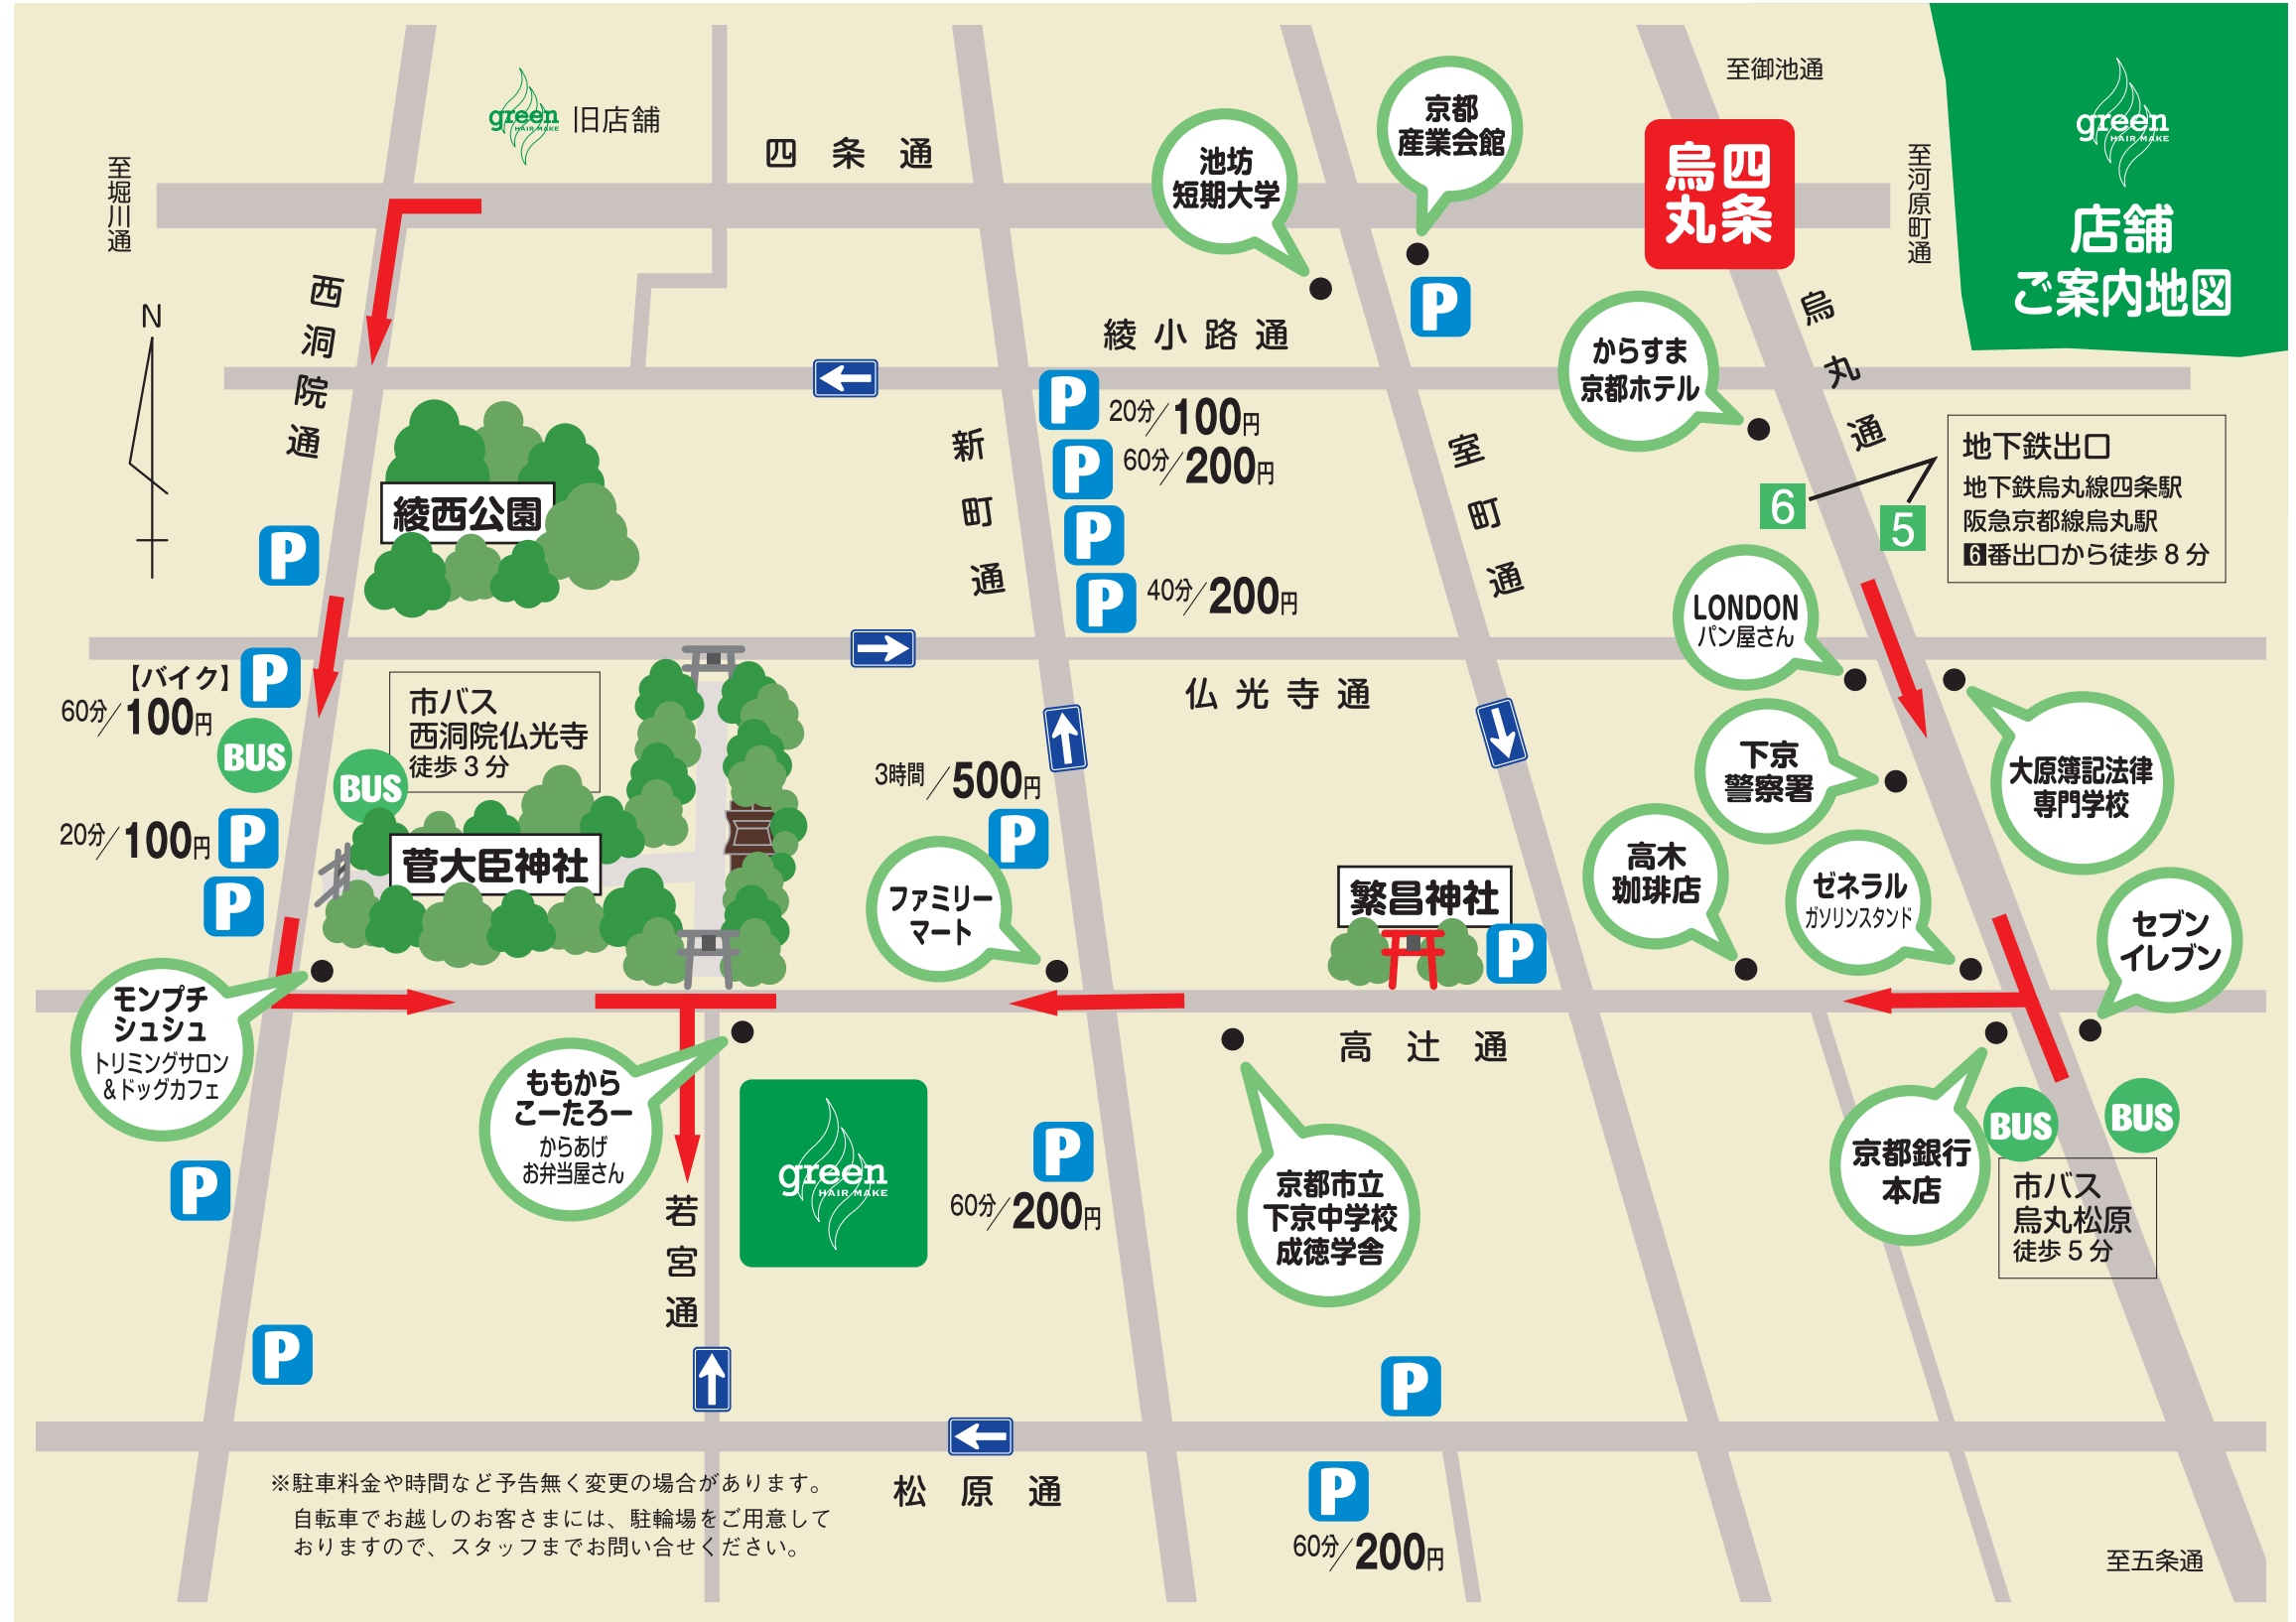 green
HAIR MAKE
旧店舗
四条通
至堀川通
西洞院通
N
池坊
短期大学
京都
産業会館
至御池通
四条
烏丸
至河原町通
green
HAIR MAKE
店舗
ご案内地図
烏丸通
綾小路通
P
からすま
京都ホテル
P
20分/100円
P
60分/200円
P
P
40分/200円
新町通
室町通
地下鉄出口
地下鉄烏丸線四条駅
阪急京都線烏丸駅
6番出口から徒歩8分
6
5
綾西公園
P
LONDON
パン屋さん
【バイク】
60分/100円
P
BUS
BUS
市バス
西洞院仏光寺
徒歩3分
仏光寺通
下京
警察署
大原簿記法律
専門学校
20分/100円
P
P
菅大臣神社
3時間/500円
P
ファミリー
マート
繁昌神社
P
高木
珈琲店
ゼネラル
ガソリンスタンド
セブン
イレブン
モンプチ
シュシュ
トリミングサロン
&ドッグカフェ
高辻通
ももから
こーたろー
からあげ
お弁当屋さん
green
HAIR MAKE
若宮通
P
60分/200円
京都市立
下京中学校
成徳学舎
京都銀行
本店
BUS
BUS
市バス
烏丸松原
徒歩5分
P
P
P
松原通
P
60分/200円
※駐車料金や時間など予告無く変更の場合があります。
自転車でお越しのお客さまには、駐輪場をご用意して
おりますので、スタッフまでお問い合せください。
至五条通